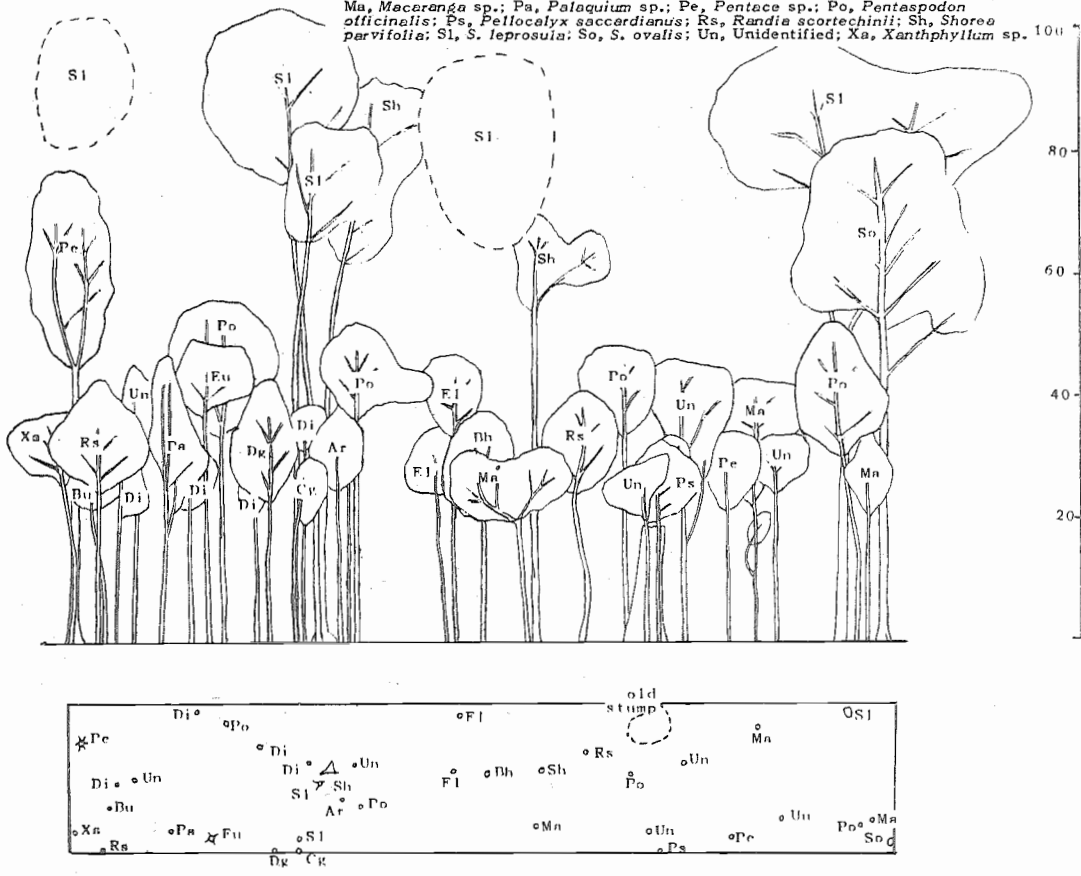 Ma, Macaranga sp.; Pa, Palaquium sp.; Pe, Pentace sp.; Po, Pentaspodon
officinalis; Ps, Pellocalyx saccardianus; Rs, Randia scortechinii; Sh, Shorea
parvifolia; Sl, S. leprosula; So, S. ovalis; Un, Unidentified; Xa, Xanthphyllum sp.
100
Sl
Sl
Sh
Sl
Sl
80
Sl
Pe
So
Sh
60
Po
Eu
Un
Po
El
Po
Un
Ma
Po
40
Xa
Rs
Pa
Dg
Di
Ar
Bh
Rs
El
Ma
Un
Ps
Pe
Un
Ma
Bu
Di
Di
Di
Cg
20
old
stump
Di
Po
El
Ma
Sl
Pe
Di
Di
Un
Rs
Un
Di
Un
Sl
Sh
El
Bh
Sh
Po
Bu
Ar
Po
Xa
Pa
Eu
Sl
Ma
Un
Pe
Un
Po
Ma
So
Rs
Dg
Cg
Ps